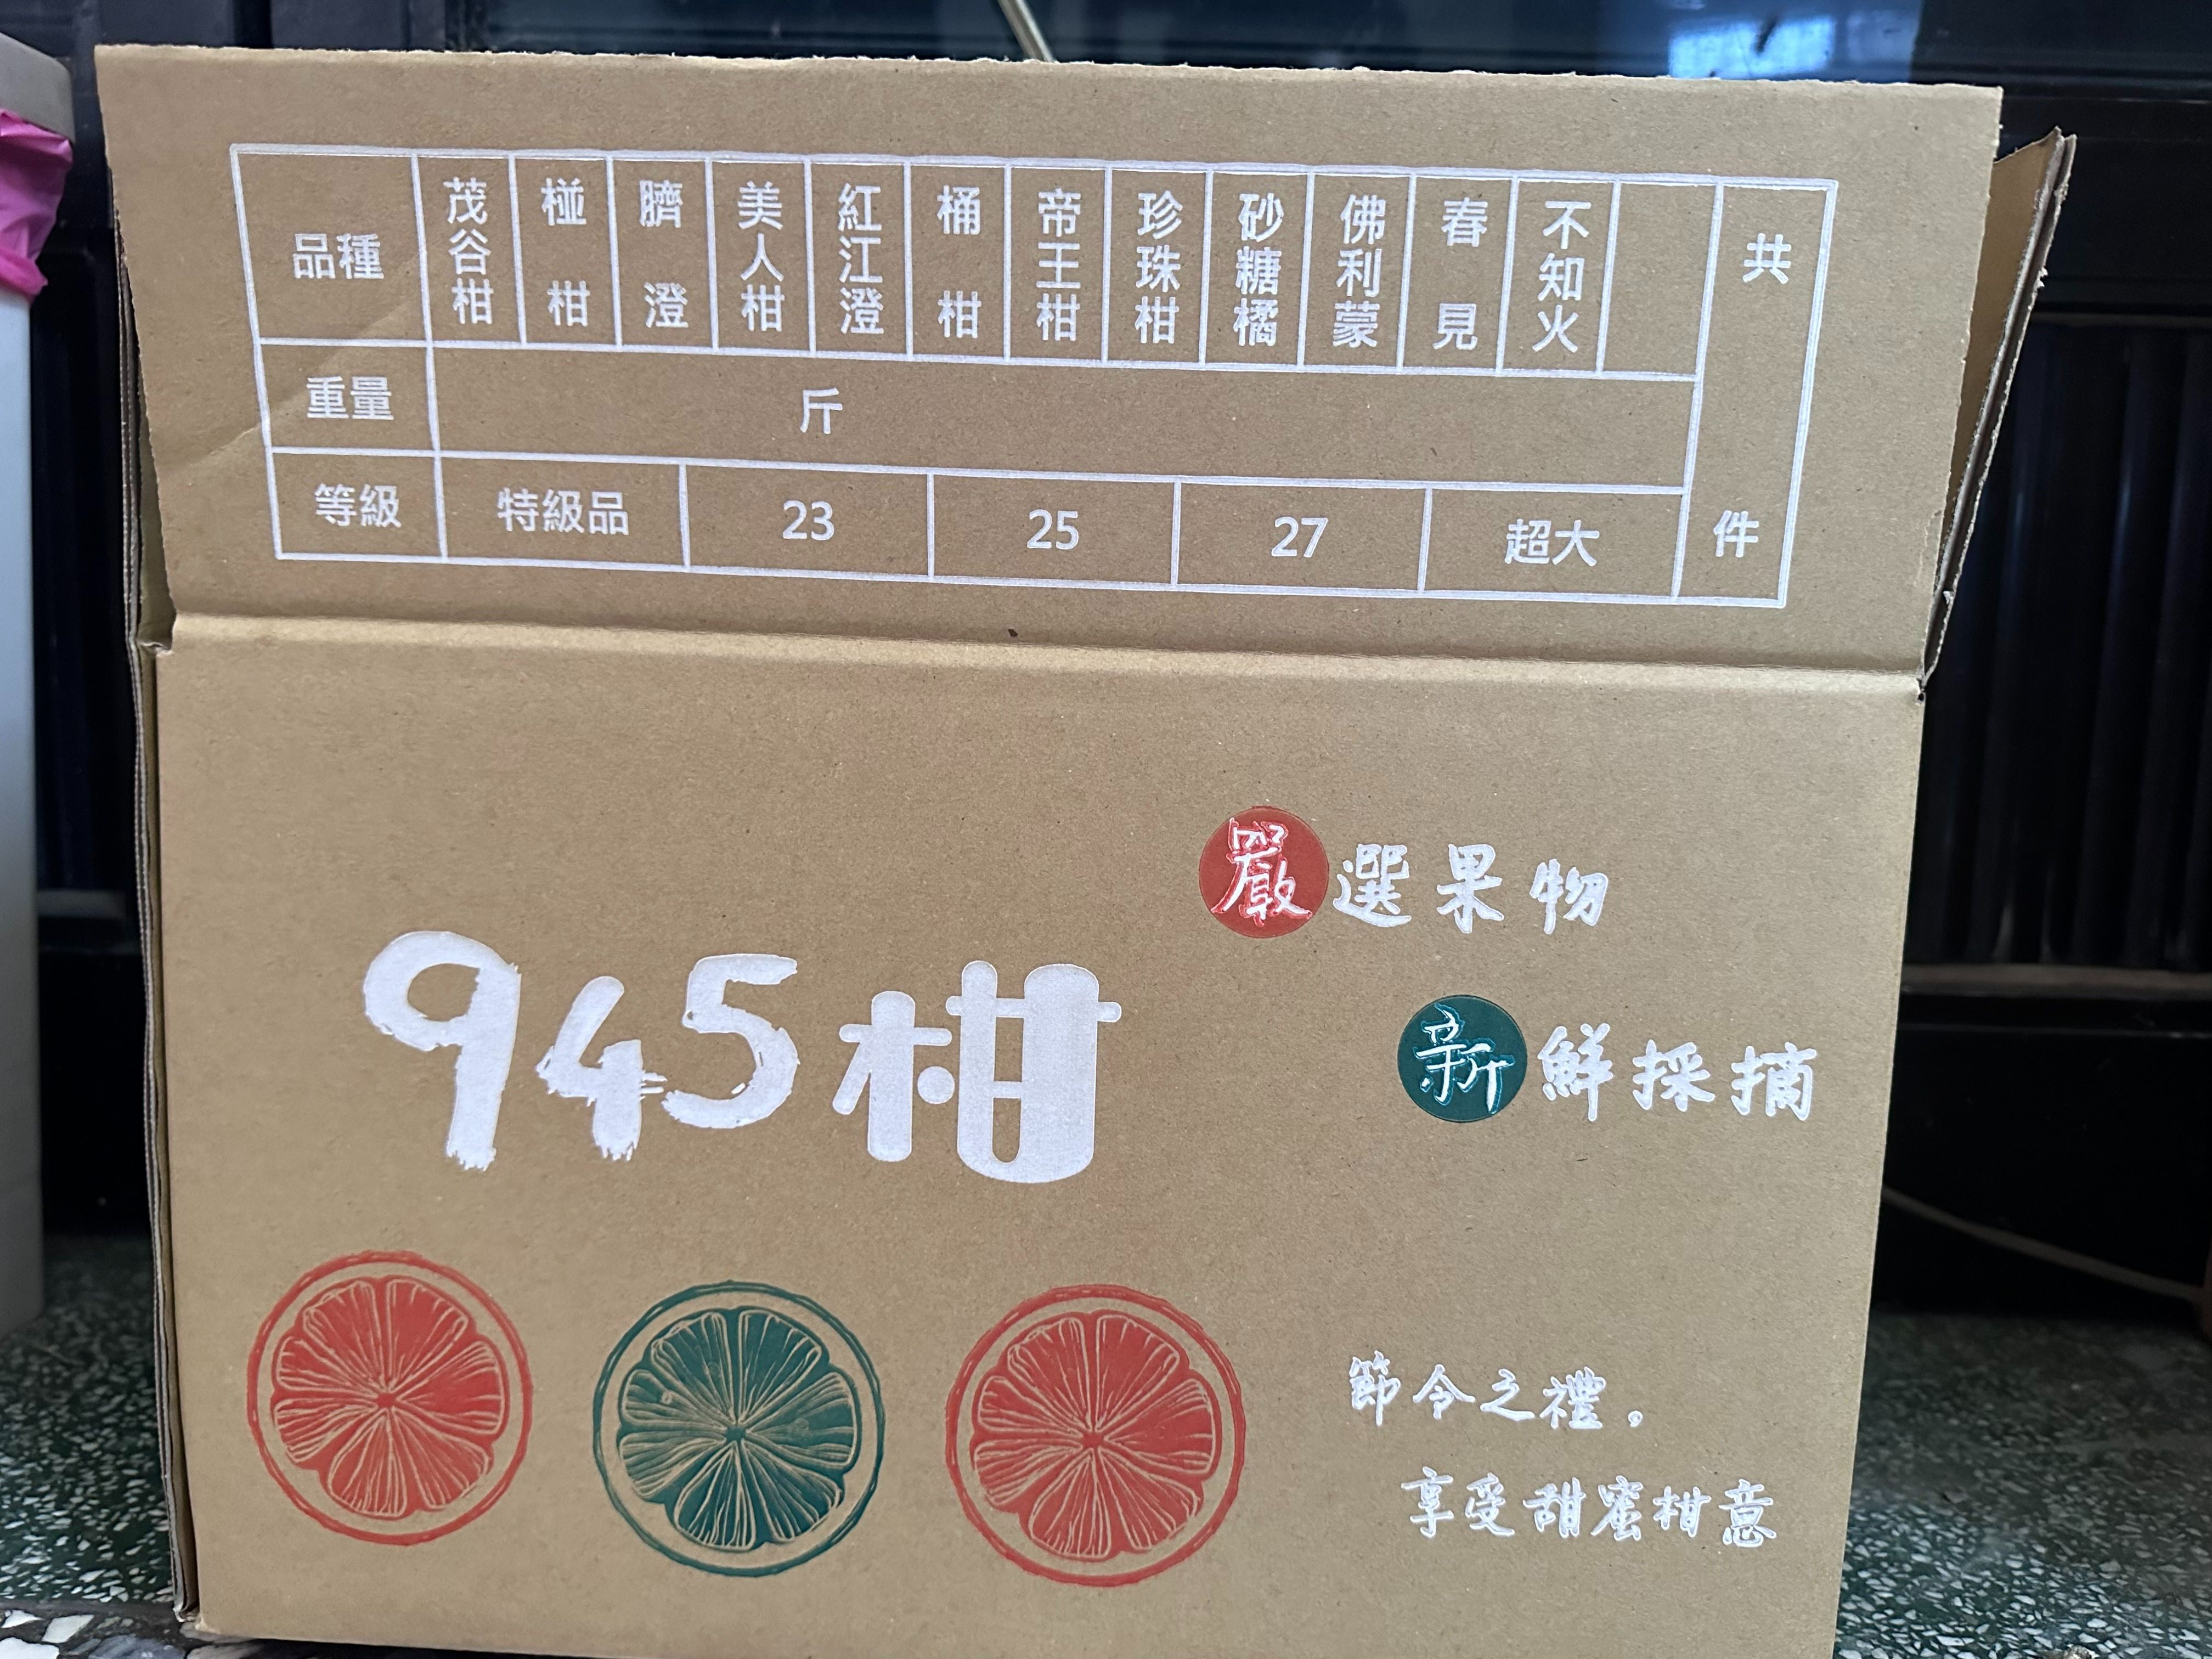 品種 茂谷柑 椪柑 臍澄 美人柑 紅江澄 桶柑 帝王柑 珍珠柑 砂糖橘 佛利蒙 春見 不知火 共件
重量 斤
等級 特級品 23 25 27 超大
嚴選果物
945柑
新鮮採摘
節令之禮,
享受甜蜜柑意